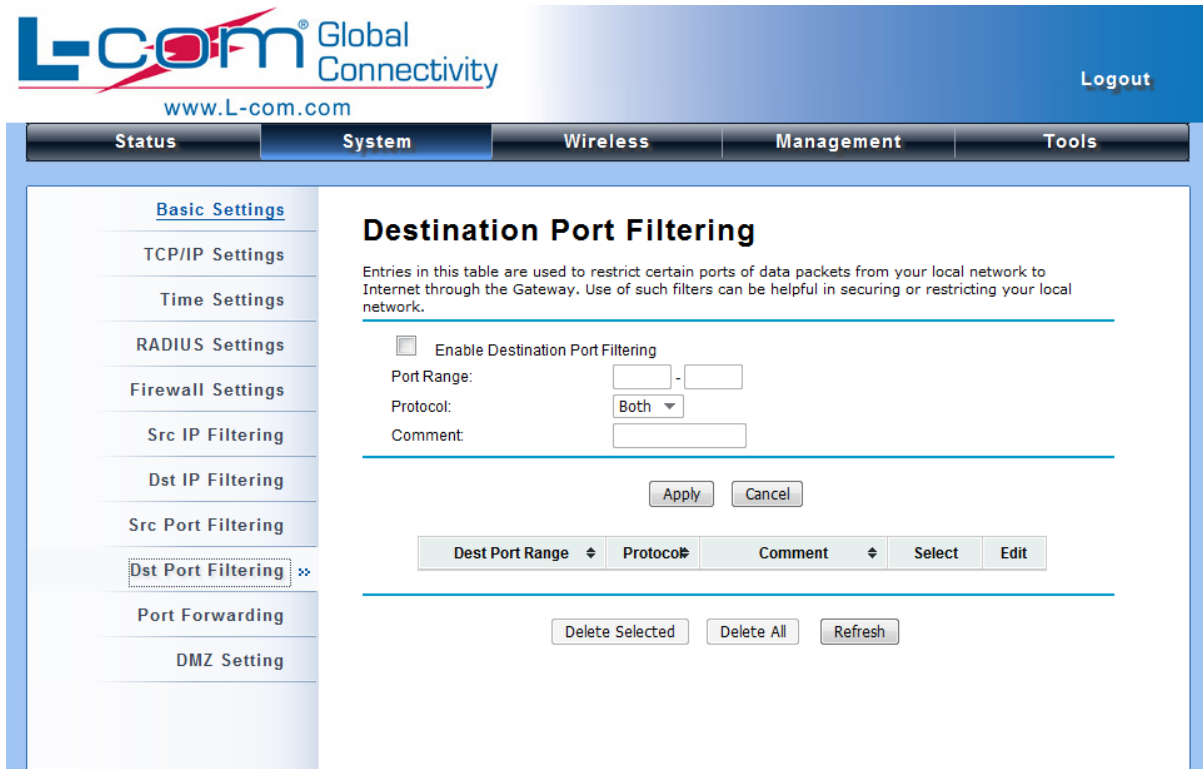 L-com® Global
Connectivity
www.L-com.com
Logout
Status System Wireless Management Tools
Basic Settings
TCP/IP Settings
Time Settings
RADIUS Settings
Firewall Settings
Src IP Filtering
Dst IP Filtering
Src Port Filtering
Dst Port Filtering »
Port Forwarding
DMZ Setting
Destination Port Filtering
Entries in this table are used to restrict certain ports of data packets from your local network to
Internet through the Gateway. Use of such filters can be helpful in securing or restricting your local
network.
Enable Destination Port Filtering
Port Range: -
Protocol: Both
Comment:
Apply Cancel
Dest Port Range Protocol Comment Select Edit
Delete Selected Delete All Refresh